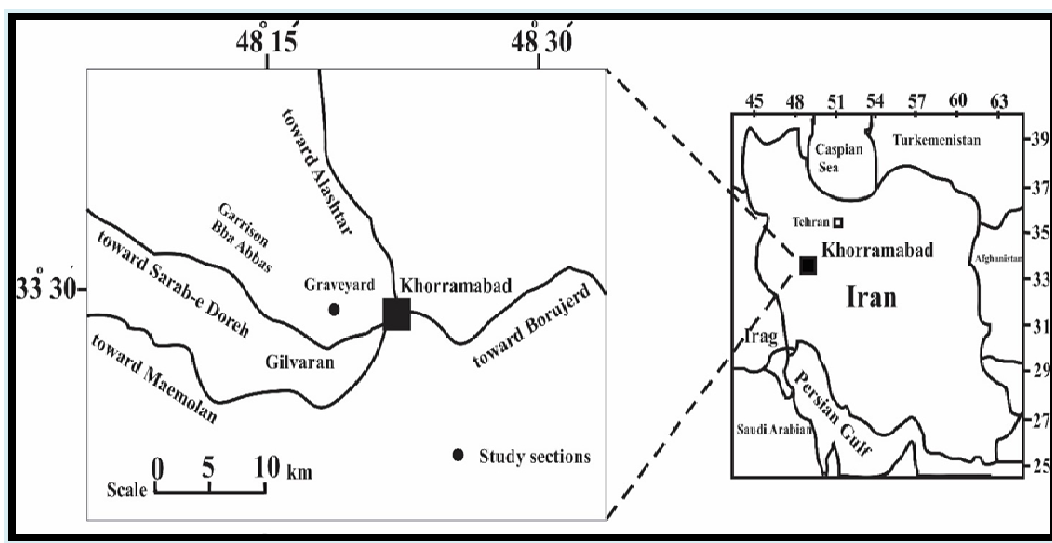 48° 15′
48° 30′
33° 30′
toward Alashtar
Garrison
Bba Abbas
toward Sarab-e Doreh
Graveyard
Khorramabad
toward Borujerd
Gilvaran
toward Maemolan
Study sections
0 5 10 km
Scale
45 48 51 54 57 60 63
39
37
35
33
31
29
27
25
Caspian
Sea
Turkemenistan
Tehran
Khorramabad
Afghanistan
Iran
Irag
Persian Gulf
Saudi Arabian